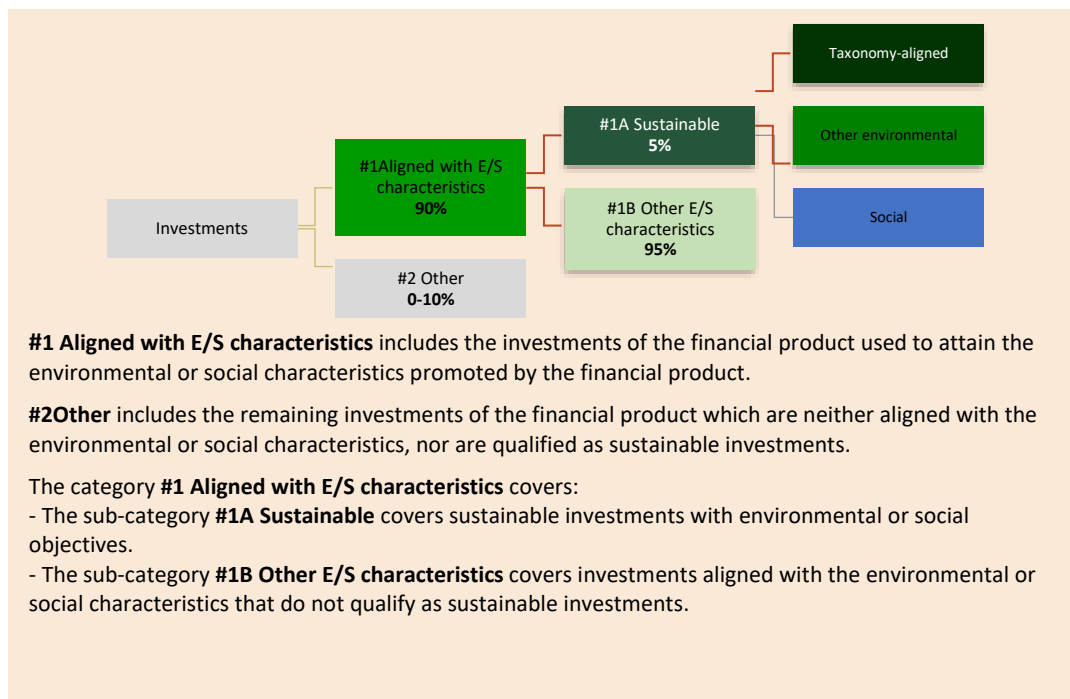 Taxonomy-aligned
#1A Sustainable
5%
Other environmental
#1Aligned with E/S
characteristics
90%
#1B Other E/S
characteristics
95%
Social
Investments
#2 Other
0-10%
#1 Aligned with E/S characteristics includes the investments of the financial product used to attain the
environmental or social characteristics promoted by the financial product.
#2Other includes the remaining investments of the financial product which are neither aligned with the
environmental or social characteristics, nor are qualified as sustainable investments.
The category #1 Aligned with E/S characteristics covers:
- The sub-category #1A Sustainable covers sustainable investments with environmental or social
objectives.
- The sub-category #1B Other E/S characteristics covers investments aligned with the environmental or
social characteristics that do not qualify as sustainable investments.